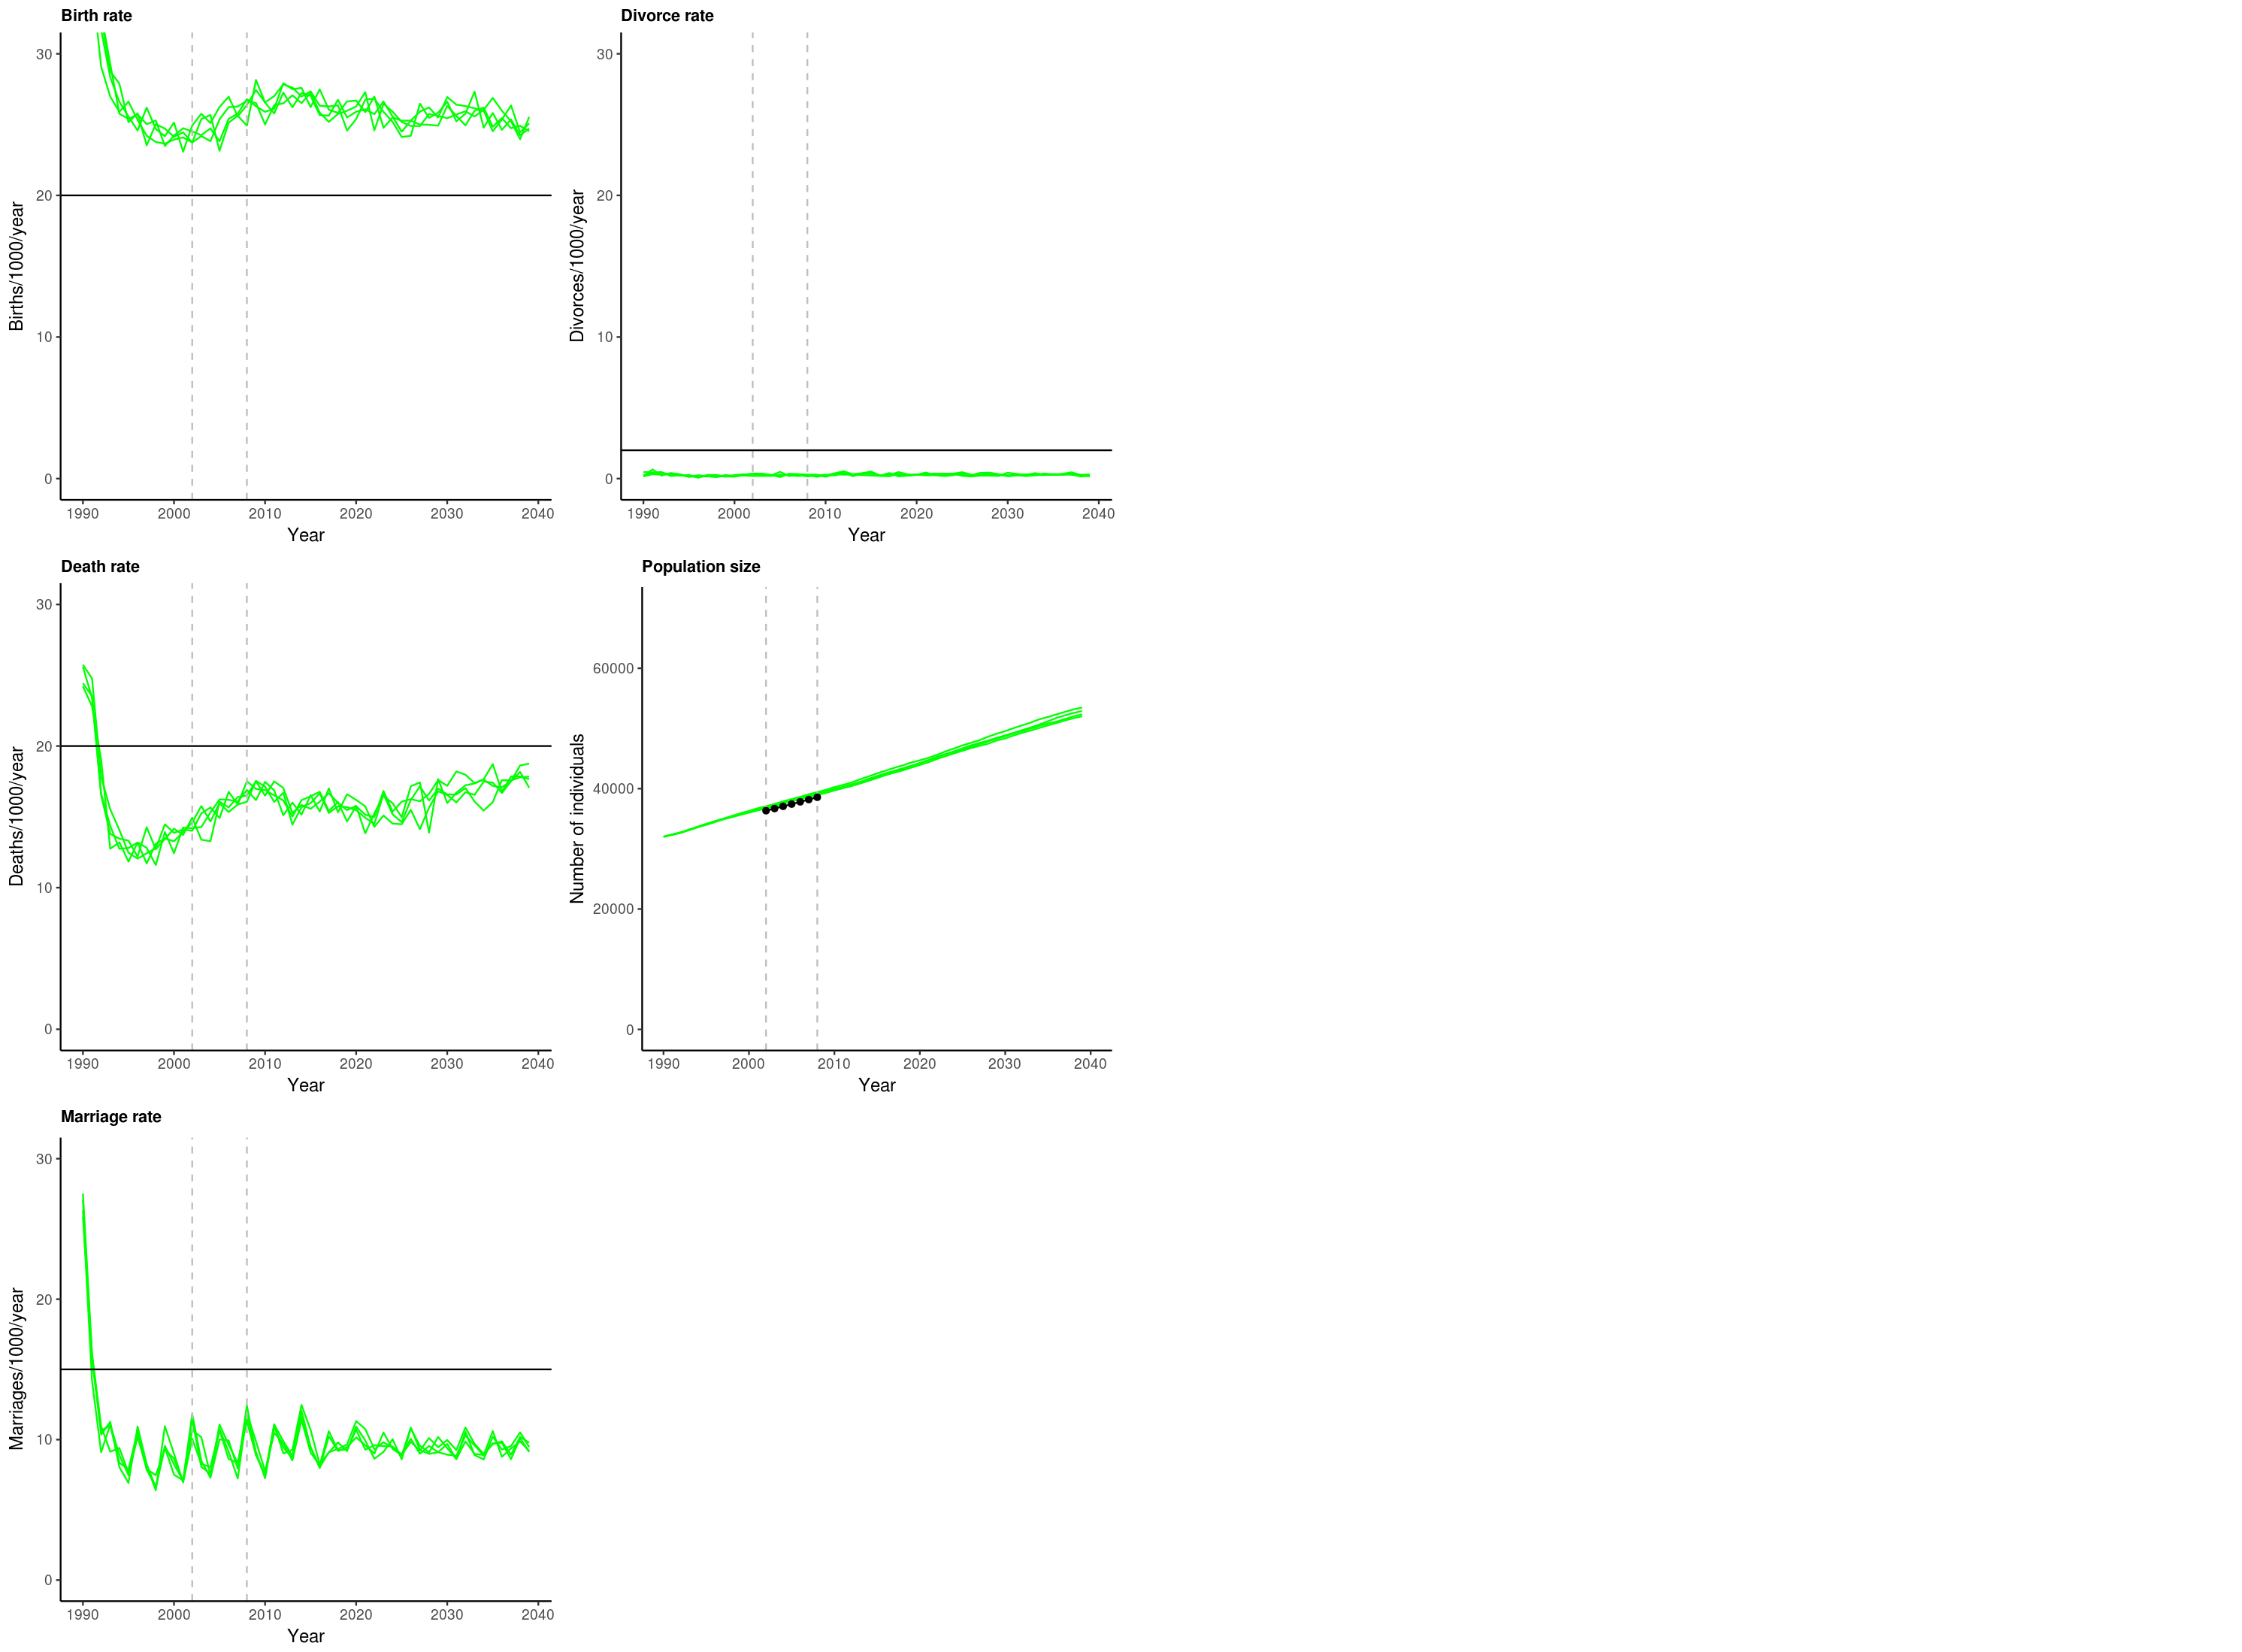 Birth rate
Births/1000/year
30
20
10
0
1990 2000 2010 2020 2030 2040
Year
Divorce rate
Divorces/1000/year
30
20
10
0
1990 2000 2010 2020 2030 2040
Year
Death rate
Deaths/1000/year
30
20
10
0
1990 2000 2010 2020 2030 2040
Year
Population size
Number of individuals
60000
40000
20000
0
1990 2000 2010 2020 2030 2040
Year
Marriage rate
Marriages/1000/year
30
20
10
0
1990 2000 2010 2020 2030 2040
Year